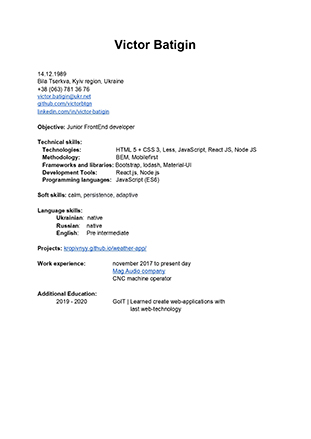 Victor Batigin
14.12.1989
Bila Tserkva, Kyiv region, Ukraine
+38 (063) 781 36 76
victor.batigin@ukr.net
github.com/victorbtgn
linkedin.com/in/batigin
Objective: Junior FrontEnd developer
Technical skills:
Technologies: HTML 5 + CSS 3, Less, JavaScript, React JS, Node JS
Methodology: BEM, Mobilefirst
Frameworks and libraries: Bootstrap, lodash, Material-UI
Development Tools: React.js, Node.js
Programming languages: JavaScript (ES6)
Soft skills: calm, persistence, adaptive
Language skills:
Ukrainian: native
Russian: native
English: Pre intermediate
Projects: kropivnyy.github.io/weather-app/
Work experience: november 2017 to present day
Mag Audio company
CNC machine operator
Additional Education:
2019 - 2020 GoIT | Learned create web-applications with
last web-technology